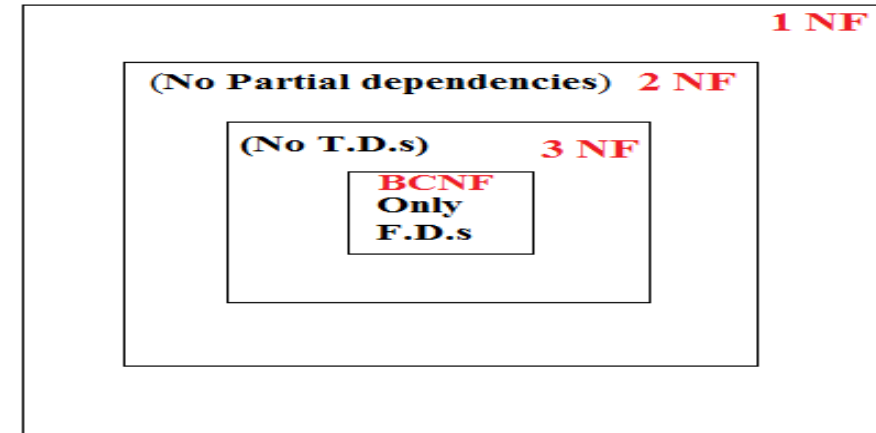 1 NF
(No Partial dependencies) 2 NF
(No T.D.s) 3 NF
BCNF
Only
F.D.s